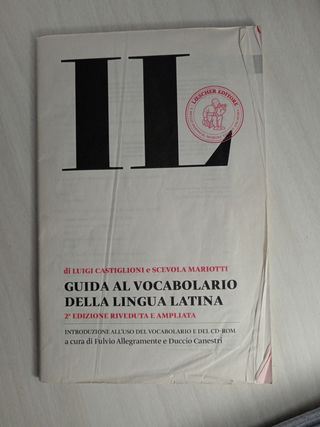 IL
LŒSCHER EDITORE
di LUIGI CASTIGLIONI e SCEVOLA MARIOTTI
GUIDA AL VOCABOLARIO
DELLA LINGUA LATINA
2ª EDIZIONE RIVEDUTA E AMPLIATA
INTRODUZIONE ALL'USO DEL VOCABOLARIO E DEL CD-ROM
a cura di Fulvio Allegramente e Duccio Canestri